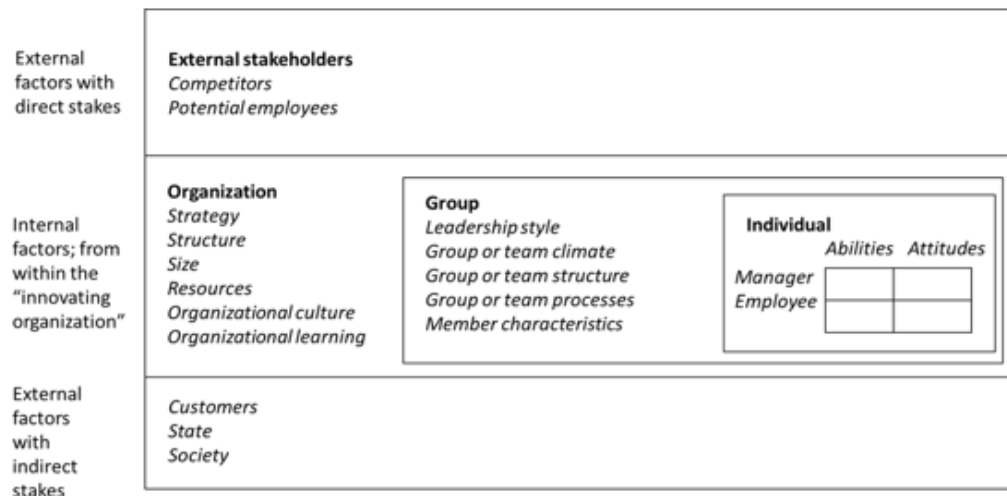 External
factors with
direct stakes
External stakeholders
Competitors
Potential employees
Internal
factors; from
within the
“innovating
organization”
Organization
Strategy
Structure
Size
Resources
Organizational culture
Organizational learning
Group
Leadership style
Group or team climate
Group or team structure
Group or team processes
Member characteristics
Individual
Abilities Attitudes
Manager
Employee
External
factors
with
indirect
stakes
Customers
State
Society